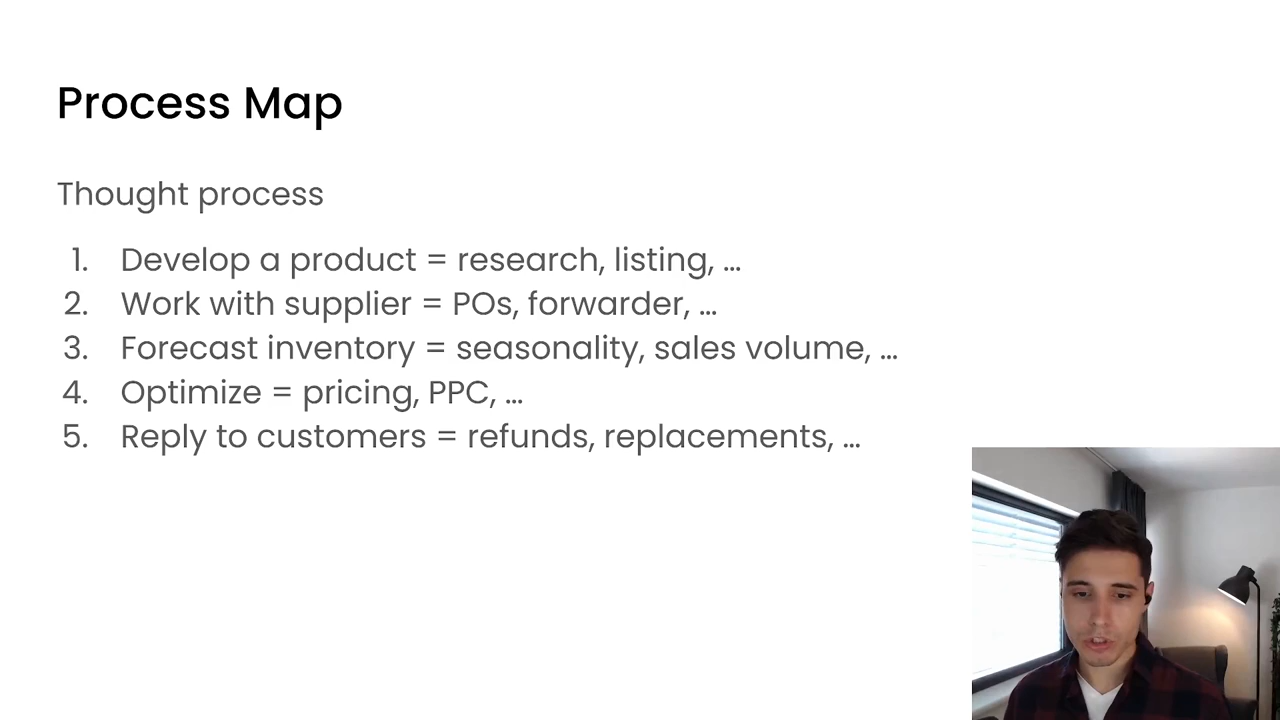 Process Map
Thought process
1. Develop a product = research, listing, ...
2. Work with supplier = POs, forwarder, ...
3. Forecast inventory = seasonality, sales volume, ...
4. Optimize = pricing, PPC, ...
5. Reply to customers = refunds, replacements, ...